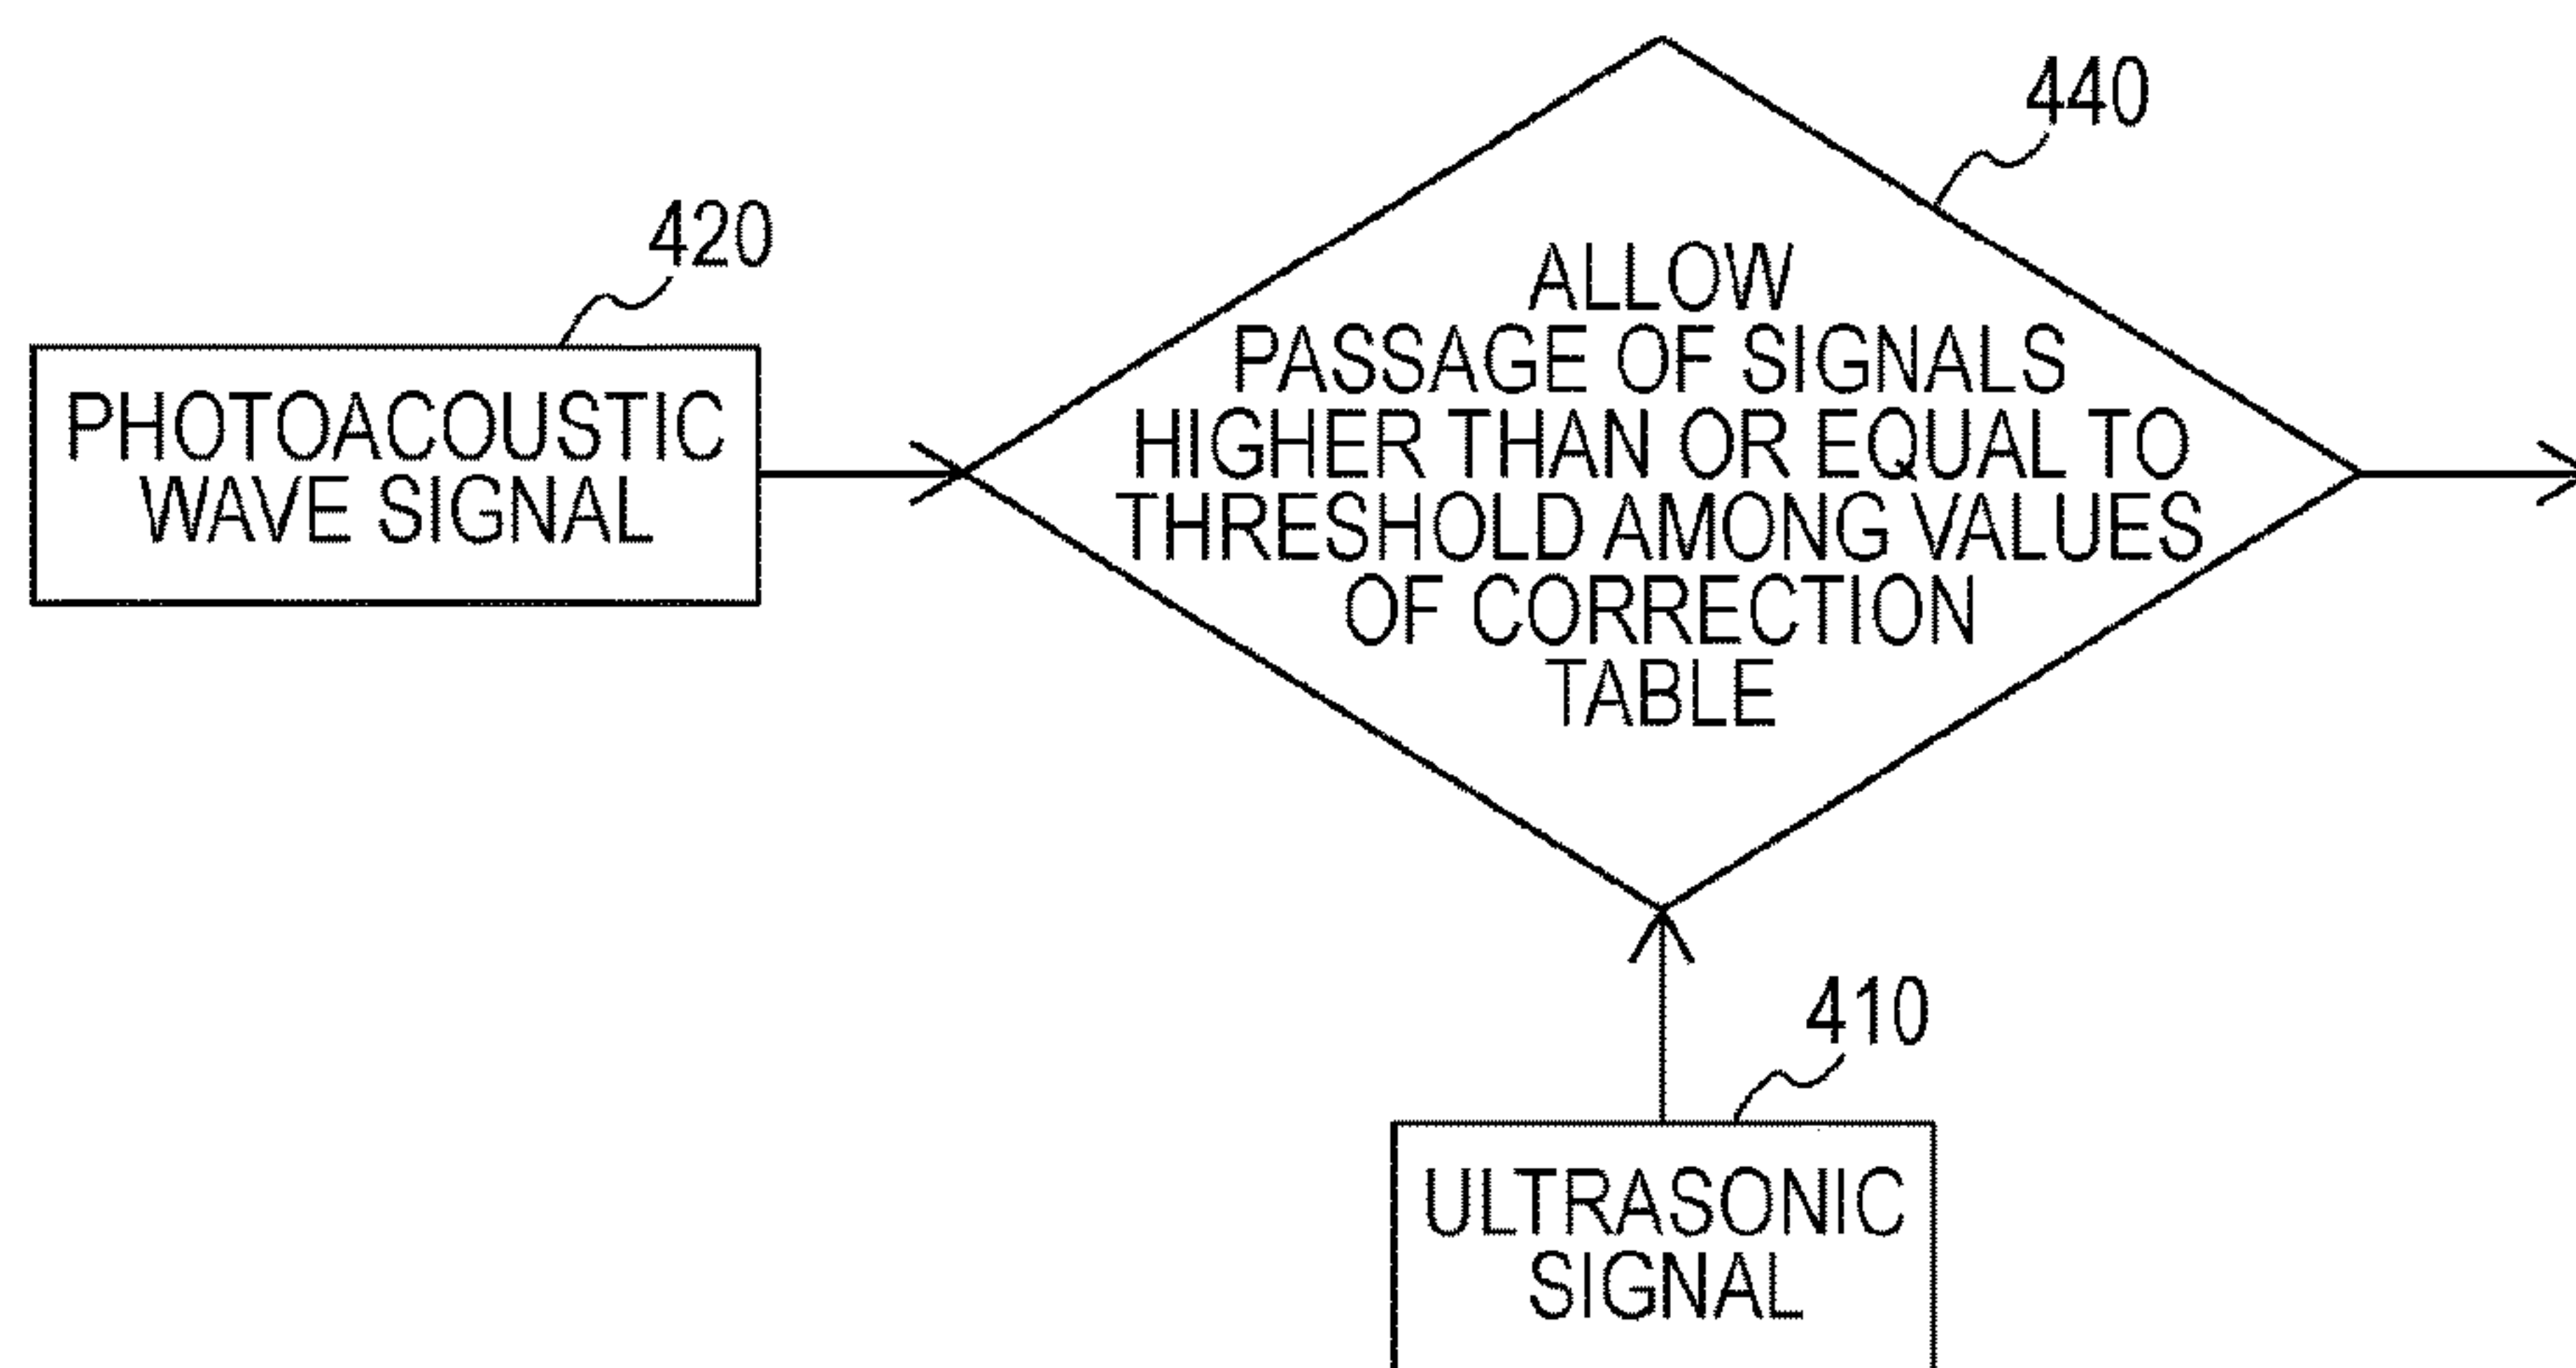 440
420
ALLOW
PASSAGE OF SIGNALS
HIGHER THAN OR EQUAL TO
THRESHOLD AMONG VALUES
OF CORRECTION
TABLE
PHOTOACOUSTIC
WAVE SIGNAL
410
ULTRASONIC
SIGNAL